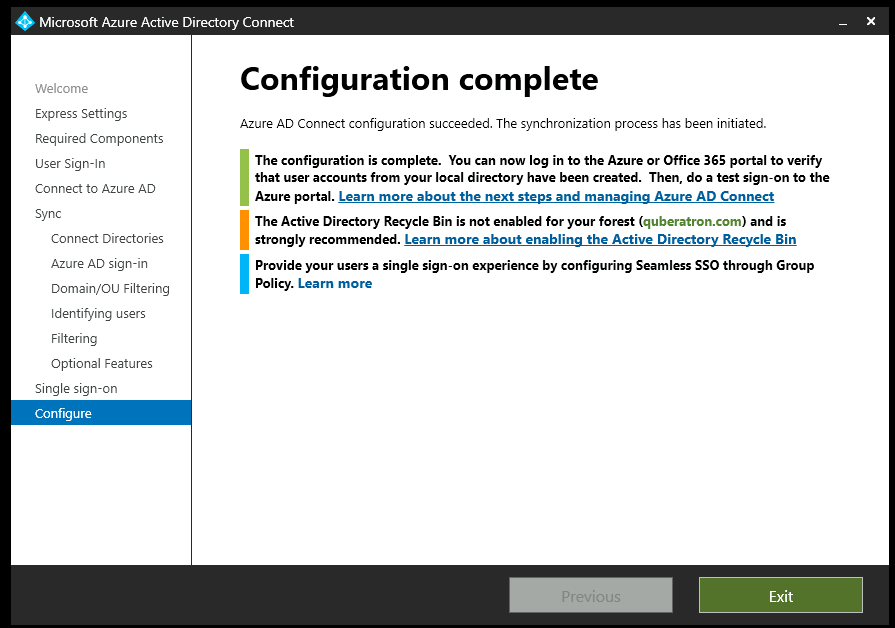 Microsoft Azure Active Directory Connect
Welcome
Express Settings
Required Components
User Sign-In
Connect to Azure AD
Sync
Connect Directories
Azure AD sign-in
Domain/OU Filtering
Identifying users
Filtering
Optional Features
Single sign-on
Configure
Configuration complete
Azure AD Connect configuration succeeded. The synchronization process has been initiated.
The configuration is complete.  You can now log in to the Azure or Office 365 portal to verify
that user accounts from your local directory have been created.  Then, do a test sign-on to the
Azure portal. Learn more about the next steps and managing Azure AD Connect
The Active Directory Recycle Bin is not enabled for your forest (quberatron.com) and is
strongly recommended. Learn more about enabling the Active Directory Recycle Bin
Provide your users a single sign-on experience by configuring Seamless SSO through Group
Policy. Learn more
Previous
Exit